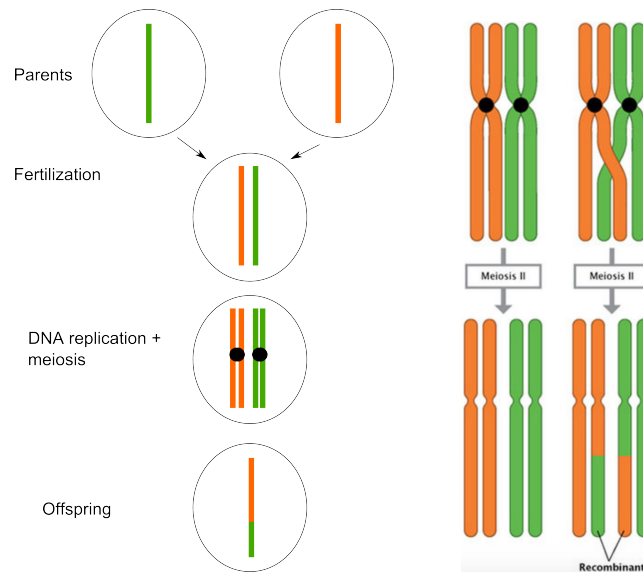 Parents
Fertilization
DNA replication +
meiosis
Offspring
Meiosis II
Meiosis II
Recombinant